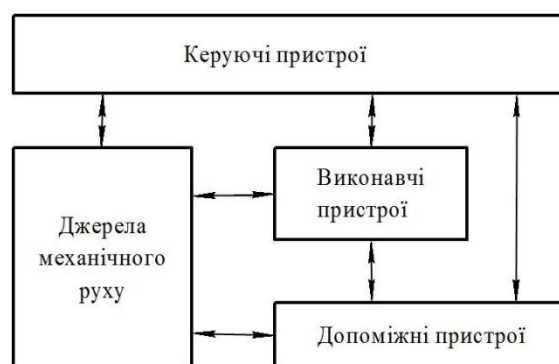 Керуючі пристрої
Виконавчі
пристрої
Джерела
механічного
руху
Допоміжні пристрої